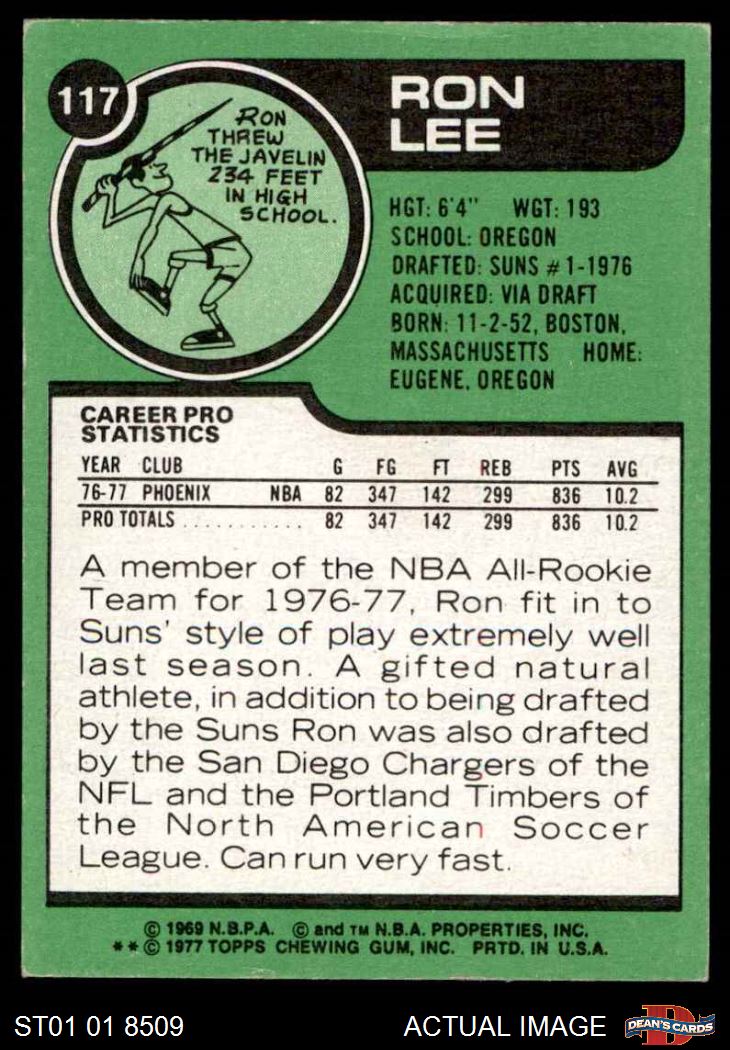 117
RON
LEE
RON
THREW
THE JAVELIN
234 FEET
IN HIGH
SCHOOL.
HGT: 6'4" WGT: 193
SCHOOL: OREGON
DRAFTED: SUNS #1-1976
ACQUIRED: VIA DRAFT
BORN: 11-2-52, BOSTON,
MASSACHUSETTS HOME:
EUGENE, OREGON
CAREER PRO
STATISTICS
YEAR CLUB G FG FT REB PTS AVG
76-77 PHOENIX NBA 82 347 142 299 836 10.2
PRO TOTALS ........... 82 347 142 299 836 10.2
A member of the NBA All-Rookie
Team for 1976-77, Ron fit in to
Suns' style of play extremely well
last season. A gifted natural
athlete, in addition to being drafted
by the Suns Ron was also drafted
by the San Diego Chargers of the
NFL and the Portland Timbers of
the North American Soccer
League. Can run very fast.
© 1969 N.B.P.A. © and TM N.B.A. PROPERTIES, INC.
**© 1977 TOPPS CHEWING GUM, INC. PRTD. IN U.S.A.
ST01 01 8509
ACTUAL IMAGE
D
DEAN'S CARDS